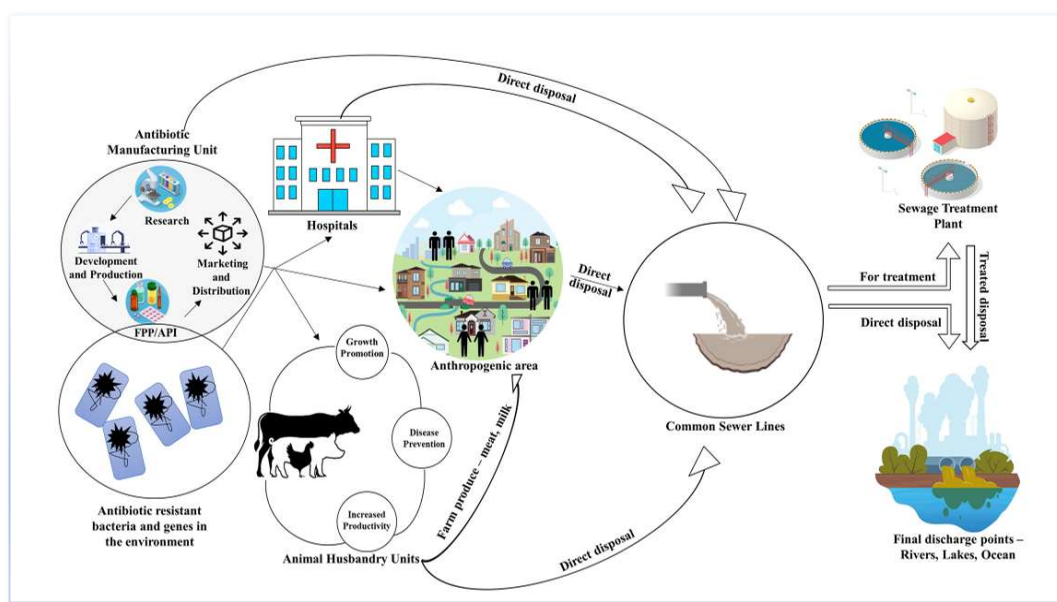 Direct disposal
Antibiotic
Manufacturing Unit
Research
Development
and Production
Marketing
and
Distribution
FPP/API
Hospitals
Antibiotic resistant
bacteria and genes in
the environment
Growth
Promotion
Disease
Prevention
Increased
Productivity
Animal Husbandry Units
Anthropogenic area
Farm produce – meat, milk
Direct
disposal
Direct disposal
Common Sewer Lines
Sewage Treatment
Plant
For treatment
Direct disposal
Treated disposal
Final discharge points –
Rivers, Lakes, Ocean